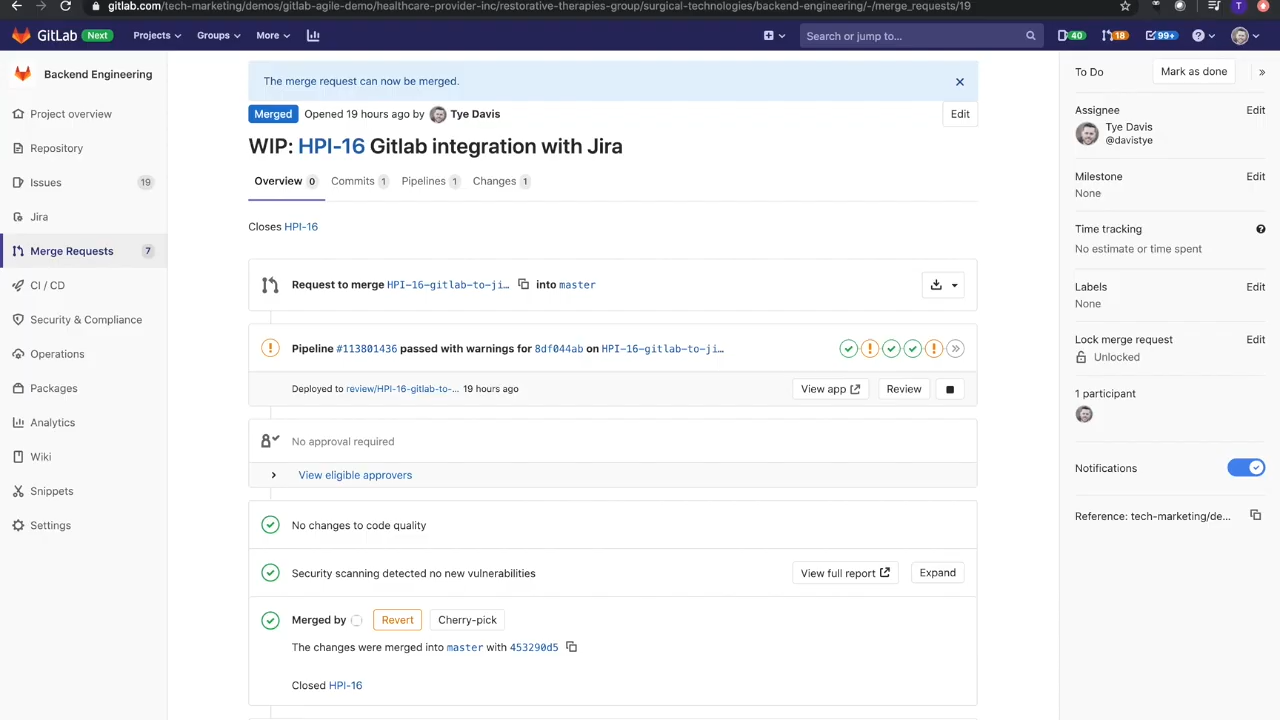 gitlab.com/tech-marketing/demos/gitlab-agile-demo/healthcare-provider-inc/restorative-therapies-group/surgical-technologies/backend-engineering/-/merge_requests/19
T
GitLab Next Projects Groups More Search or jump to... 40 18 99+
Backend Engineering
Project overview
Repository
Issues 19
Jira
Merge Requests 7
CI / CD
Security & Compliance
Operations
Packages
Analytics
Wiki
Snippets
Settings
The merge request can now be merged.
Merged Opened 19 hours ago by Tye Davis Edit
WIP: HPI-16 Gitlab integration with Jira
Overview 0 Commits 1 Pipelines 1 Changes 1
Closes HPI-16
Request to merge HPI-16-gitlab-to-ji… into master
Pipeline #113801436 passed with warnings for 8df044ab on HPI-16-gitlab-to-ji…
Deployed to review/HPI-16-gitlab-to-... 19 hours ago View app Review
No approval required
View eligible approvers
No changes to code quality
Security scanning detected no new vulnerabilities View full report Expand
Merged by Revert Cherry-pick
The changes were merged into master with 453290d5
Closed HPI-16
To Do Mark as done
Assignee Edit
Tye Davis
@davistye
Milestone Edit
None
Time tracking
No estimate or time spent
Labels Edit
None
Lock merge request Edit
Unlocked
1 participant
Notifications
Reference: tech-marketing/de...